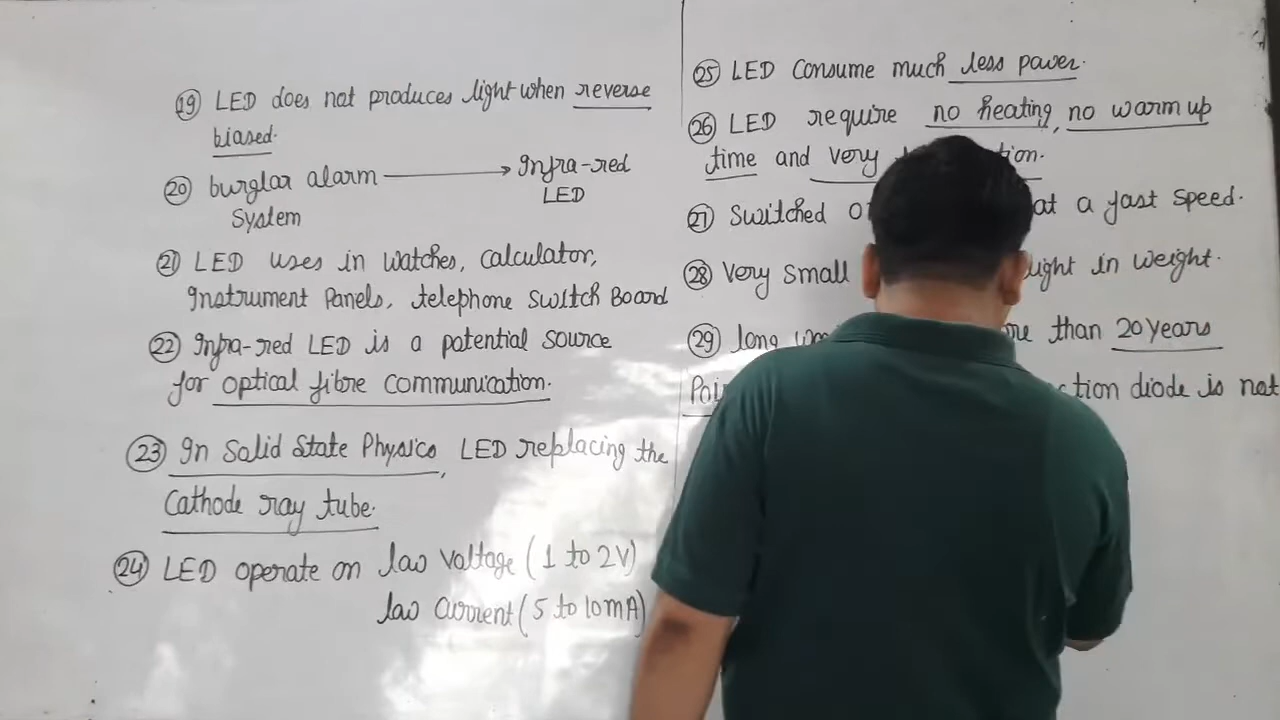 (19) LED does not produces light when reverse
biased.
(20) burglar alarm → Infra-red
System LED
(21) LED uses in watches, calculator,
Instrument Panels, telephone switch Board
(22) Infra-red LED is a potential source
for optical fibre communication.
(23) In Solid State Physics, LED replacing the
Cathode ray tube.
(24) LED operate on low voltage (1 to 2V)
low current (5 to 10mA)
(25) LED consume much less power.
(26) LED require no heating, no warm up
time and very
Switched at a fast speed.
(28) Very small light in weight.
(29) long than 20 years
diode is not